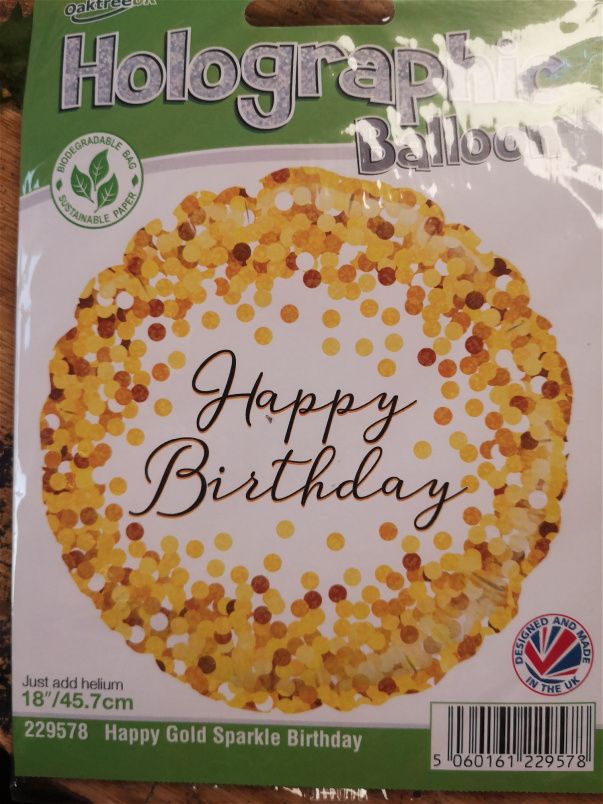 OaktreeUK
Holographic
Balloon
BIODEGRADABLE BAG
SUSTAINABLE PAPER
Happy
Birthday
DESIGNED AND MADE
IN THE UK
Just add helium
18"/45.7cm
229578 Happy Gold Sparkle Birthday
5 060161 229578